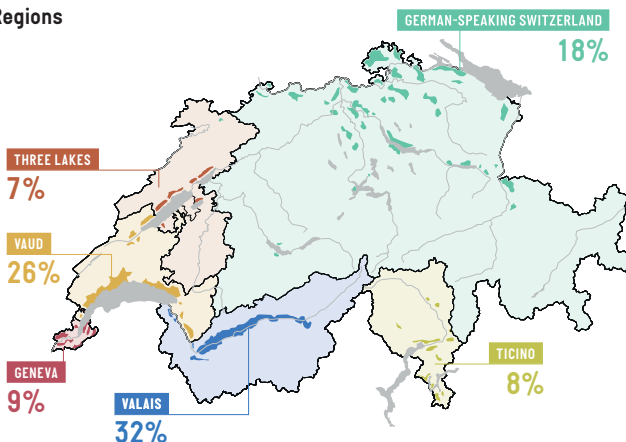 Regions
GERMAN-SPEAKING SWITZERLAND
18%
THREE LAKES
7%
VAUD
26%
GENEVA
9%
VALAIS
32%
TICINO
8%